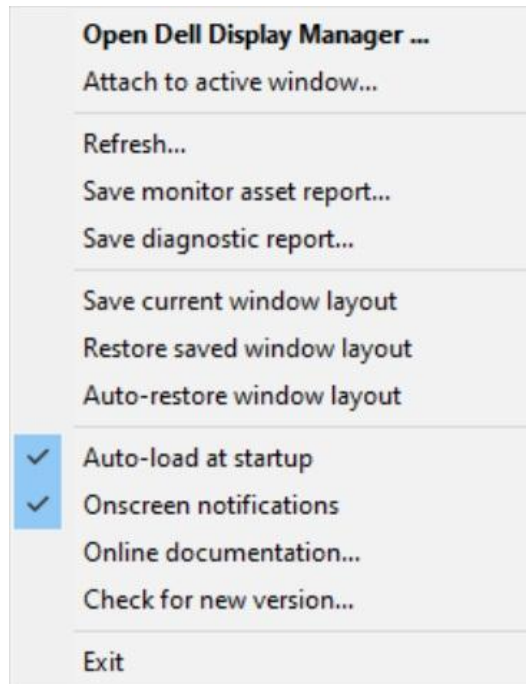 Open Dell Display Manager ...
Attach to active window...
Refresh...
Save monitor asset report...
Save diagnostic report...
Save current window layout
Restore saved window layout
Auto-restore window layout
Auto-load at startup
Onscreen notifications
Online documentation...
Check for new version...
Exit